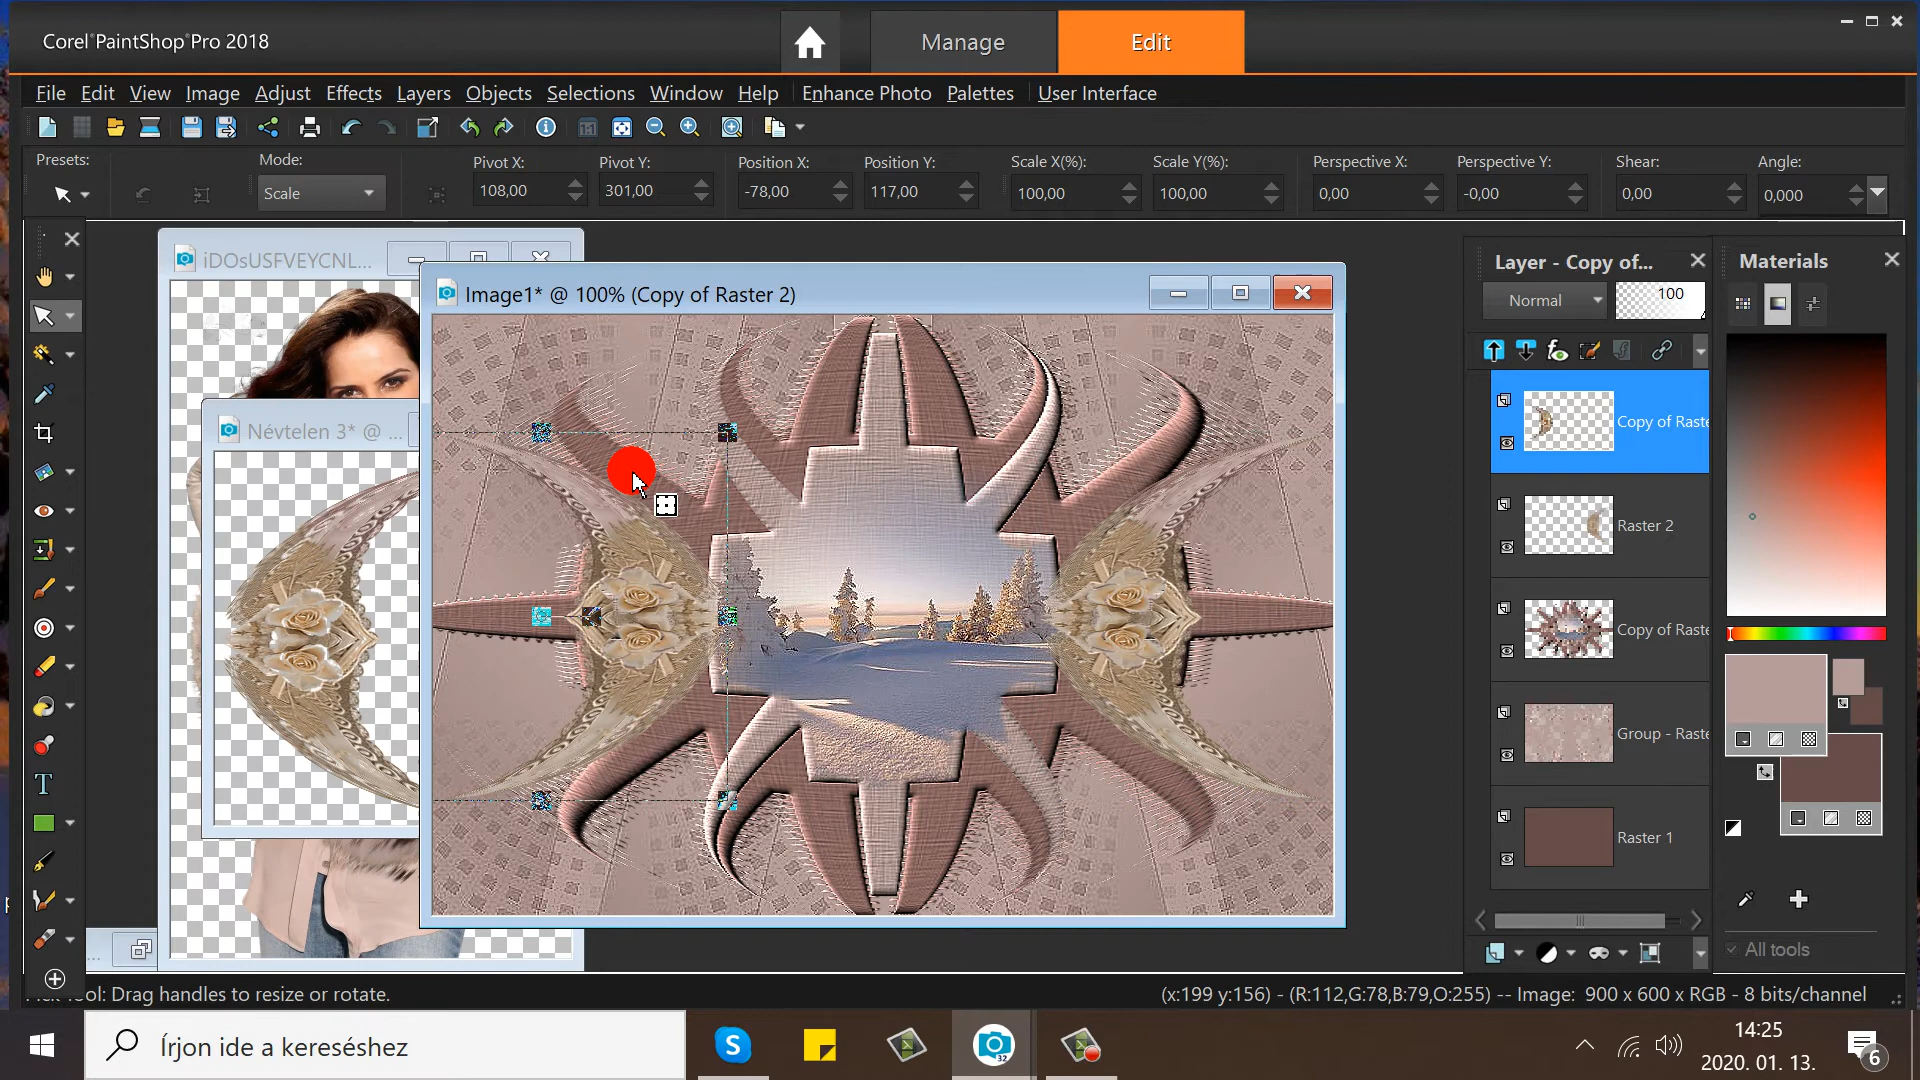 Corel®PaintShop®Pro 2018
Manage
Edit
File Edit View Image Adjust Effects Layers Objects Selections Window Help Enhance Photo Palettes User Interface
Presets:
Mode:
Scale
Pivot X:
108,00
Pivot Y:
301,00
Position X:
-78,00
Position Y:
117,00
Scale X(%):
100,00
Scale Y(%):
100,00
Perspective X:
0,00
Perspective Y:
-0,00
Shear:
0,00
Angle:
0,000
iDOsUSFVEYCNL...
Névtelen 3* @ ...
Image1* @ 100% (Copy of Raster 2)
Layer - Copy of...
Normal
100
Copy of Raste
Raster 2
Copy of Raste
Group - Raste
Raster 1
Materials
All tools
Tool: Drag handles to resize or rotate.
(x:199 y:156) - (R:112,G:78,B:79,O:255) -- Image: 900 x 600 x RGB - 8 bits/channel
Írjon ide a kereséshez
32
14:25
2020. 01. 13.
6